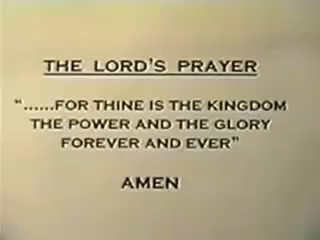 THE LORD'S PRAYER
"......FOR THINE IS THE KINGDOM
THE POWER AND THE GLORY
FOREVER AND EVER"
AMEN